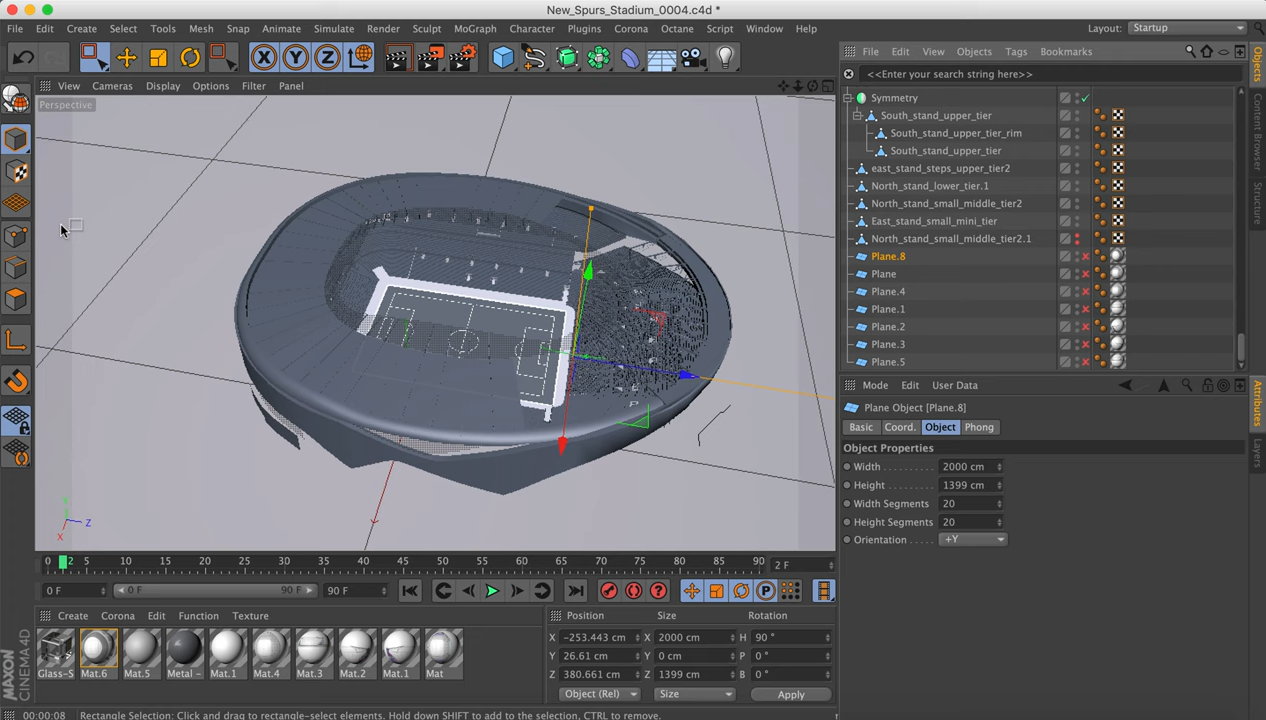 New_Spurs_Stadium_0004.c4d *
File Edit Create Select Tools Mesh Snap Animate Simulate Render Sculpt MoGraph Character Plugins Corona Octane Script Window Help
Layout: Startup
View Cameras Display Options Filter Panel
Perspective
File Edit View Objects Tags Bookmarks
<<Enter your search string here>>
Symmetry
South_stand_upper_tier
South_stand_upper_tier_rim
South_stand_upper_tier
east_stand_steps_upper_tier2
North_stand_lower_tier.1
North_stand_small_middle_tier2
East_stand_small_mini_tier
North_stand_small_middle_tier2.1
Plane.8
Plane
Plane.4
Plane.1
Plane.2
Plane.3
Plane.5
Objects
Content Browser
Structure
Attributes
Layers
Mode Edit User Data
Plane Object [Plane.8]
Basic Coord. Object Phong
Object Properties
Width 2000 cm
Height 1399 cm
Width Segments 20
Height Segments 20
Orientation +Y
X Y Z
Y
Z
X
0 2 5 10 15 20 25 30 35 40 45 50 55 60 65 70 75 80 85 90
2 F
0 F 0 F 90 F 90 F
Create Corona Edit Function Texture
Glass-S Mat.6 Mat.5 Metal - Mat.1 Mat.4 Mat.3 Mat.2 Mat.1 Mat
Position Size Rotation
X -253.443 cm X 2000 cm H 90 °
Y 26.61 cm Y 0 cm P 0 °
Z 380.661 cm Z 1399 cm B 0 °
Object (Rel) Size Apply
MAXON
CINEMA 4D
00:00:08 Rectangle Selection: Click and drag to rectangle-select elements. Hold down SHIFT to add to the selection, CTRL to remove.